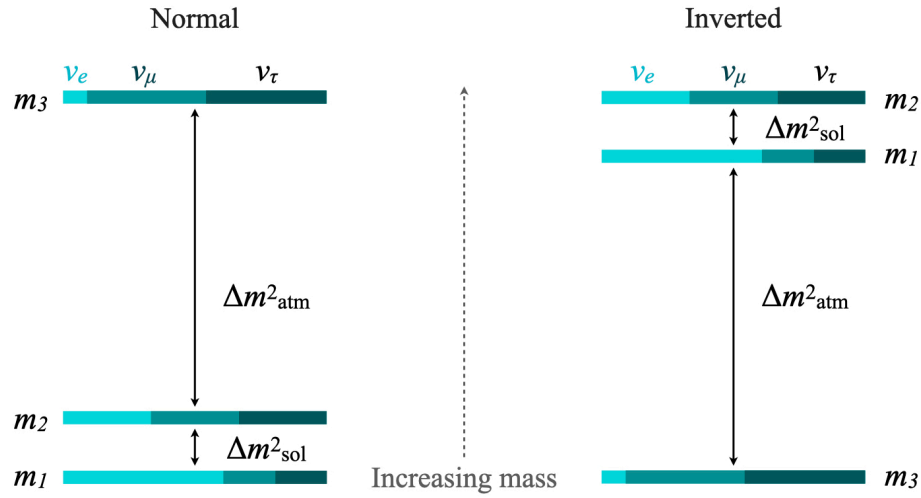 Normal
Inverted
νe νμ ντ
m3
νe νμ ντ
m2
Δm²sol
m1
Δm²atm
Δm²atm
m2
Δm²sol
m1
Increasing mass
m3